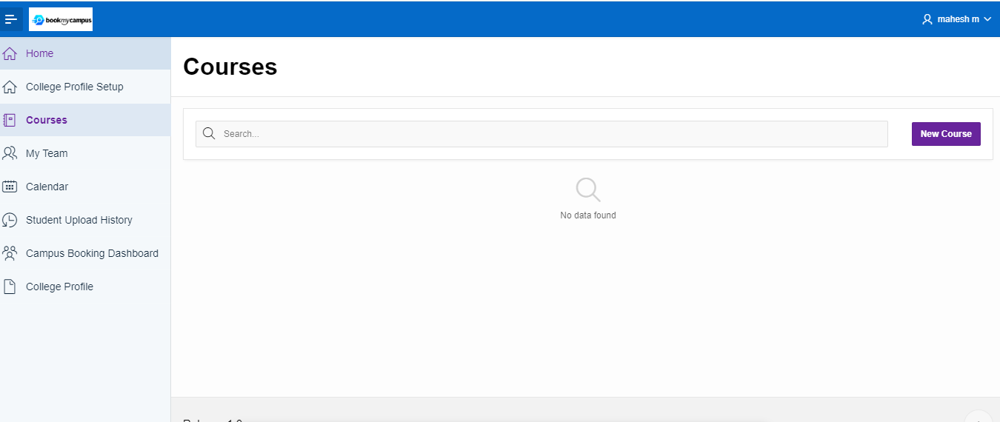 bookmycampus
mahesh m
Home
College Profile Setup
Courses
My Team
Calendar
Student Upload History
Campus Booking Dashboard
College Profile
Courses
Search...
New Course
No data found